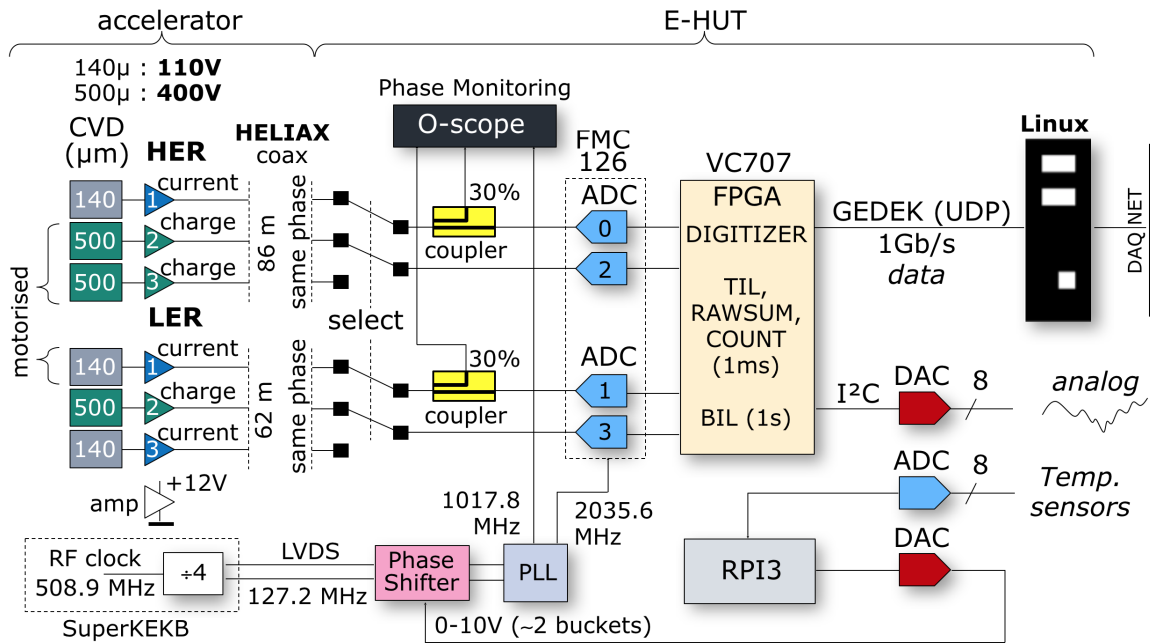 accelerator
E-HUT
140µ : 110V
500µ : 400V
Phase Monitoring
O-scope
CVD
(µm)
HER
HELIAX
coax
FMC
126
VC707
Linux
140
1
current
500
2
charge
500
3
charge
86 m
same phase
motorised
30%
coupler
ADC
0
2
FPGA
DIGITIZER
TIL,
RAWSUM,
COUNT
(1ms)
BIL (1s)
GEDEK (UDP)
1Gb/s
data
DAQ NET
LER
select
140
1
current
500
2
charge
140
3
current
62 m
same phase
30%
coupler
ADC
1
3
I²C
DAC
8
analog
ADC
8
Temp.
sensors
amp
+12V
1017.8
MHz
2035.6
MHz
RF clock
508.9 MHz
÷4
LVDS
127.2 MHz
Phase
Shifter
PLL
RPI3
DAC
SuperKEKB
0-10V (~2 buckets)